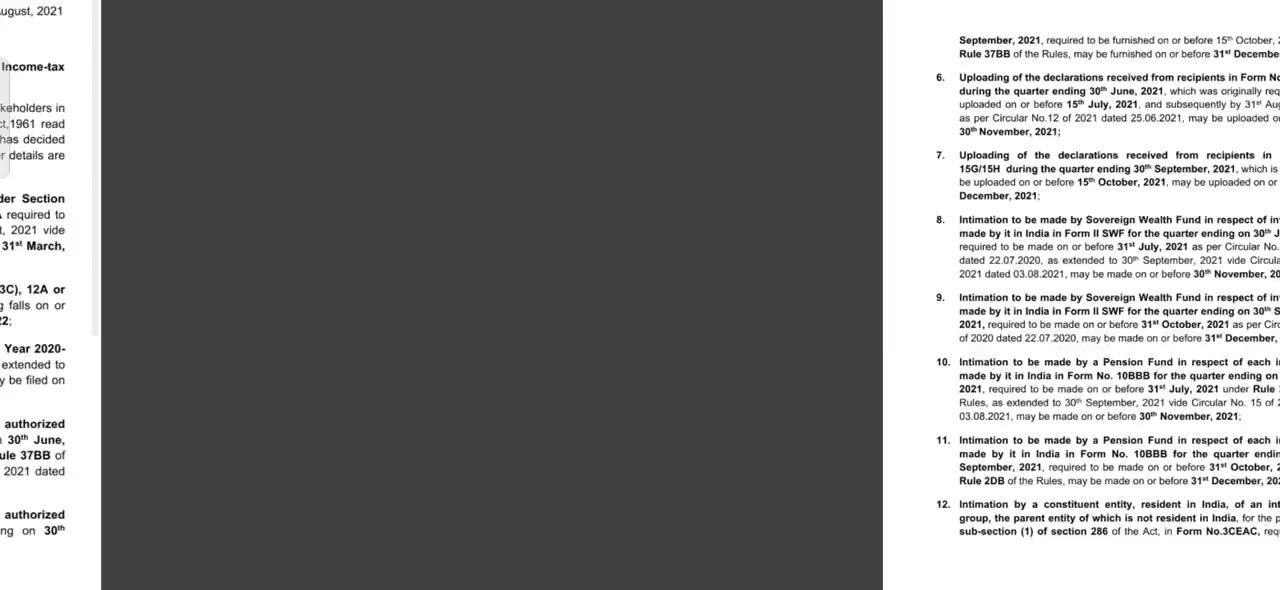 ugust, 2021
Income-tax
keholders in
ct,1961 read
has decided
r details are
der Section
required to
t, 2021 vide
31st March,
3C), 12A or
g falls on or
22;
Year 2020-
extended to
y be filed on
authorized
30th June,
ule 37BB of
2021 dated
authorized
ng on 30th
September, 2021, required to be furnished on or before 15th October, 2
Rule 37BB of the Rules, may be furnished on or before 31st Decembe
6. Uploading of the declarations received from recipients in Form No
during the quarter ending 30th June, 2021, which was originally req
uploaded on or before 15th July, 2021, and subsequently by 31st Aug
as per Circular No.12 of 2021 dated 25.06.2021, may be uploaded o
30th November, 2021;
7. Uploading of the declarations received from recipients in
15G/15H during the quarter ending 30th September, 2021, which is
be uploaded on or before 15th October, 2021, may be uploaded on or
December, 2021;
8. Intimation to be made by Sovereign Wealth Fund in respect of in
made by it in India in Form II SWF for the quarter ending on 30th J
required to be made on or before 31st July, 2021 as per Circular No.
dated 22.07.2020, as extended to 30th September, 2021 vide Circula
2021 dated 03.08.2021, may be made on or before 30th November, 20
9. Intimation to be made by Sovereign Wealth Fund in respect of in
made by it in India in Form II SWF for the quarter ending on 30th S
2021, required to be made on or before 31st October, 2021 as per Circ
of 2020 dated 22.07.2020, may be made on or before 31st December,
10. Intimation to be made by a Pension Fund in respect of each i
made by it in India in Form No. 10BBB for the quarter ending on
2021, required to be made on or before 31st July, 2021 under Rule
Rules, as extended to 30th September, 2021 vide Circular No. 15 of 2
03.08.2021, may be made on or before 30th November, 2021;
11. Intimation to be made by a Pension Fund in respect of each i
made by it in India in Form No. 10BBB for the quarter endin
September, 2021, required to be made on or before 31st October, 2
Rule 2DB of the Rules, may be made on or before 31st December, 202
12. Intimation by a constituent entity, resident in India, of an int
group, the parent entity of which is not resident in India, for the p
sub-section (1) of section 286 of the Act, in Form No.3CEAC, requ